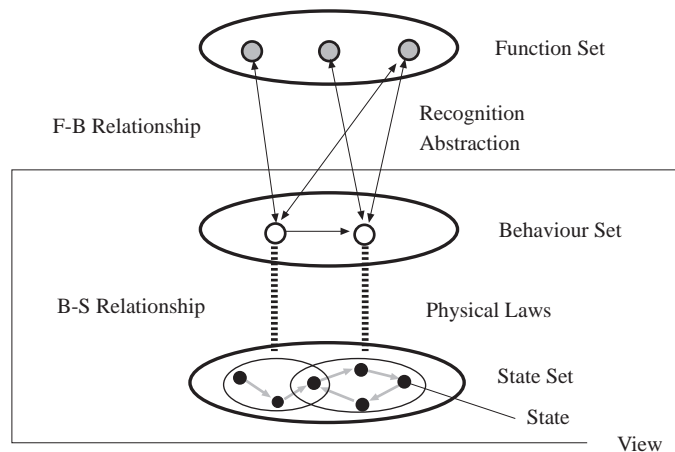 Function Set
F-B Relationship
Recognition
Abstraction
Behaviour Set
B-S Relationship
Physical Laws
State Set
State
View